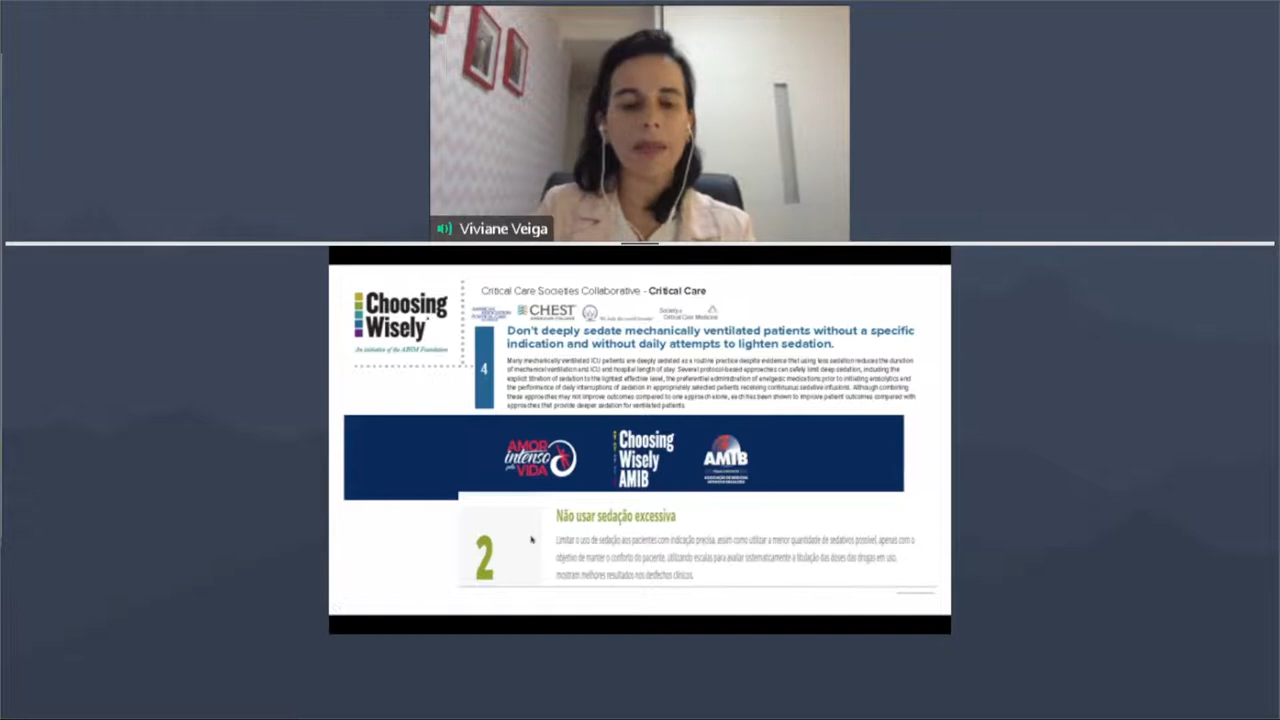 Viviane Veiga
Choosing
Wisely
An initiative of the ABIM Foundation
Critical Care Societies Collaborative - Critical Care
CHEST
Society of
Critical Care Medicine
4
Don't deeply sedate mechanically ventilated patients without a specific
indication and without daily attempts to lighten sedation.
Many mechanically ventilated ICU patients are deeply sedated as a routine practice despite evidence that using less sedation reduces the duration
of mechanical ventilation and ICU and hospital length of stay. Several protocol-based approaches can safely limit deep sedation, including the
explicit titration of sedation to the lightest effective level, the preferential administration of analgesic medications prior to initiating anxiolytics and
the performance of daily interruptions of sedation in appropriately selected patients receiving continuous sedative infusions. Although combining
these approaches may not improve outcomes compared to one approach alone, each has been shown to improve patient outcomes compared with
approaches that provide deeper sedation for ventilated patients.
AMOR
intenso
pela
VIDA
Choosing
Wisely
AMIB
AMIB
ASSOCIAÇÃO DE MEDICINA
INTENSIVA BRASILEIRA
2
Não usar sedação excessiva
Limitar o uso de sedação aos pacientes com indicação precisa, assim como utilizar a menor quantidade de sedativos possível, apenas com o
objetivo de manter o conforto do paciente, utilizando escalas para avaliar sistematicamente a titulação das doses das drogas em uso,
mostram melhores resultados nos desfechos clínicos.